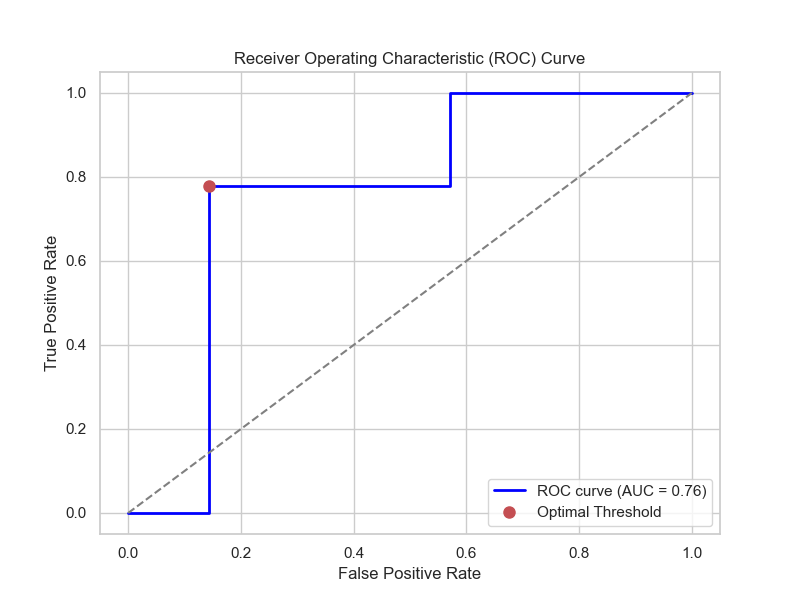 Receiver Operating Characteristic (ROC) Curve
1.0
0.8
0.6
0.4
0.2
0.0
True Positive Rate
0.0 0.2 0.4 0.6 0.8 1.0
False Positive Rate
ROC curve (AUC = 0.76)
Optimal Threshold